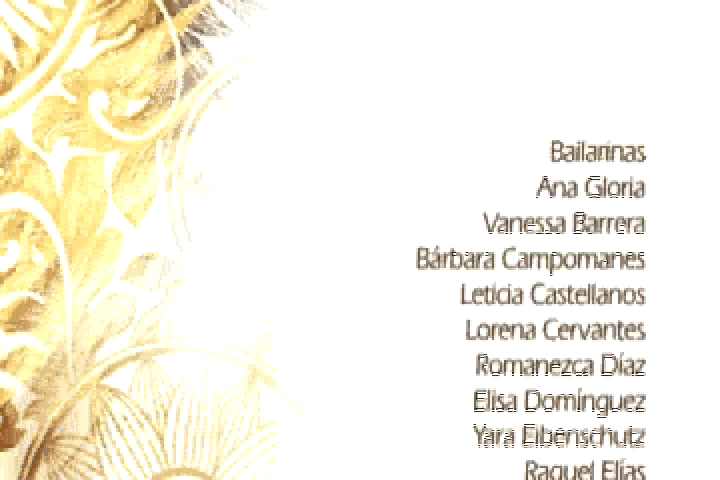 Bailarinas
Ana Gloria
Vanessa Barrera
Bárbara Campomanes
Leticia Castellanos
Lorena Cervantes
Romanezca Díaz
Elisa Domínguez
Yara Eibenschutz
Raquel Elías